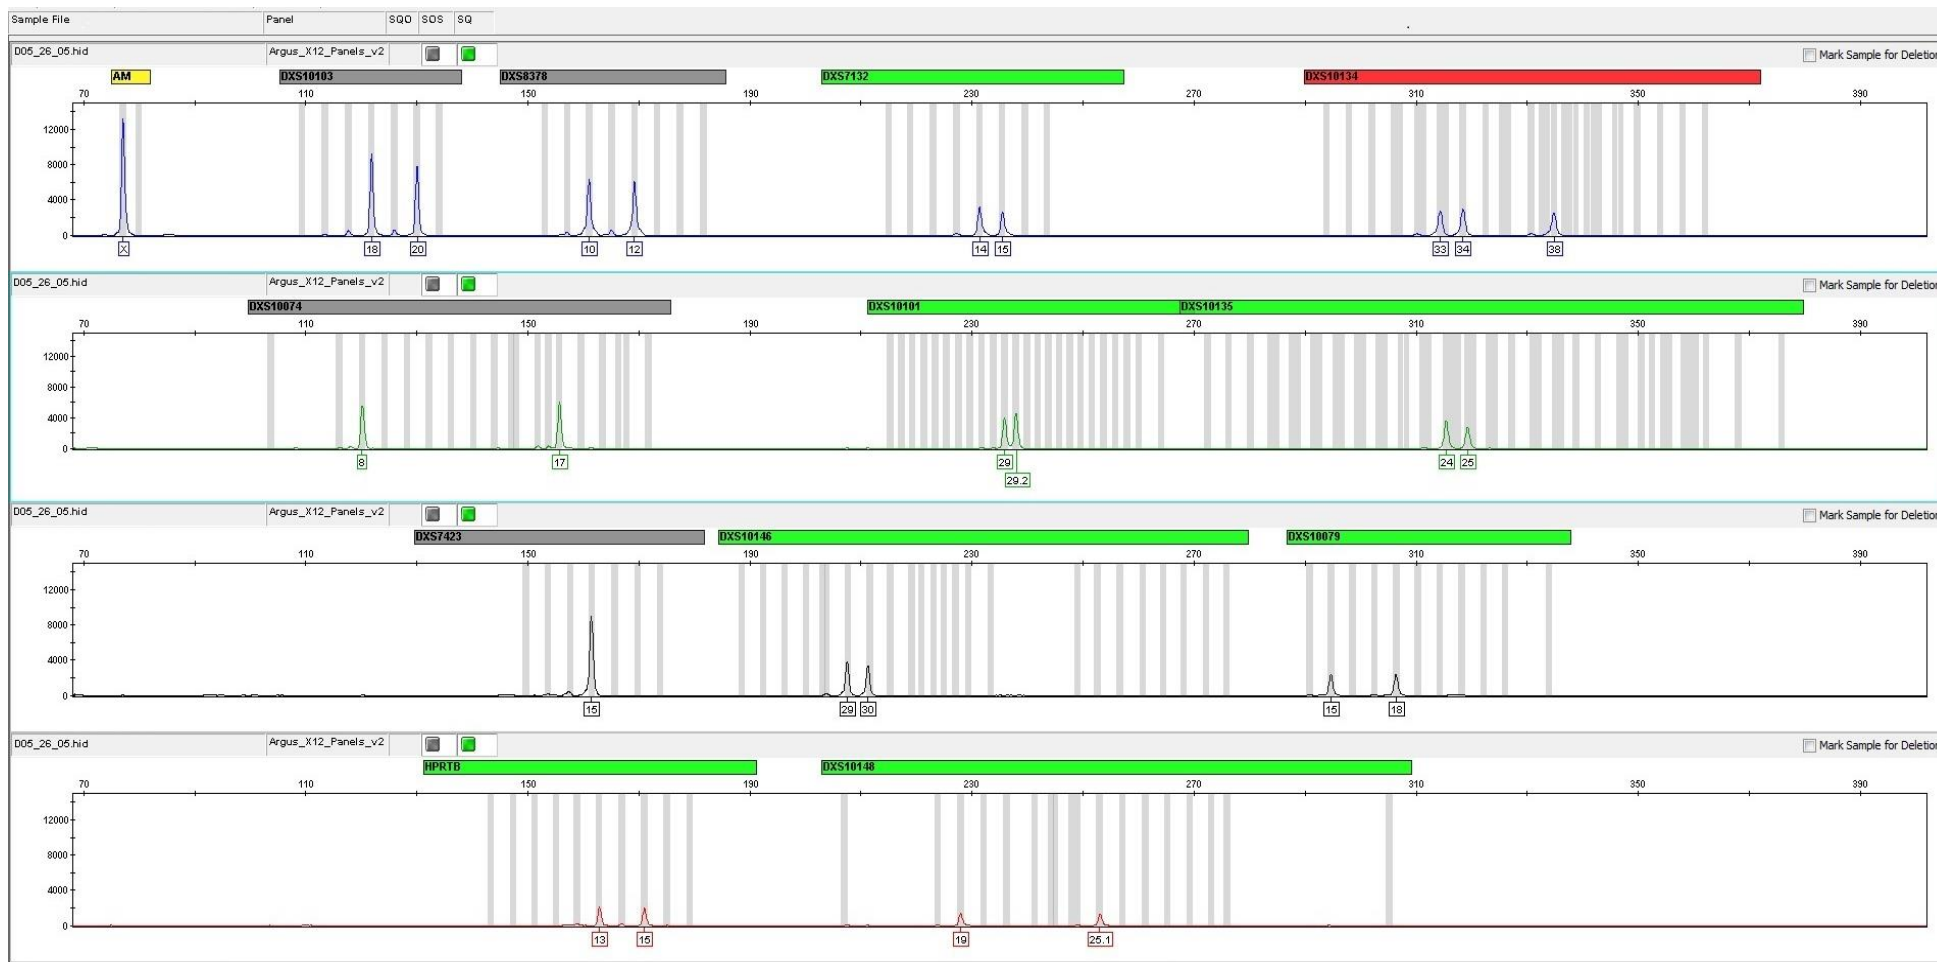 Sample File Panel SQO SOS SQ
D05_26_05.hid Argus_X12_Panels_v2 Mark Sample for Deletion
AM DXS10103 DXS8378 DXS7132 DXS10134
70 110 150 190 230 270 310 350 390
12000
8000
4000
0
X 18 20 10 12 14 15 33 34 38
D05_26_05.hid Argus_X12_Panels_v2 Mark Sample for Deletion
DXS10074 DXS10101 DXS10135
70 110 150 190 230 270 310 350 390
12000
8000
4000
0
8 17 29 24 25
29.2
D05_26_05.hid Argus_X12_Panels_v2 Mark Sample for Deletion
DXS7423 DXS10146 DXS10079
70 110 150 190 230 270 310 350 390
12000
8000
4000
0
15 29 30 15 18
D05_26_05.hid Argus_X12_Panels_v2 Mark Sample for Deletion
HPRTB DXS10148
70 110 150 190 230 270 310 350 390
12000
8000
4000
0
13 15 19 25.1